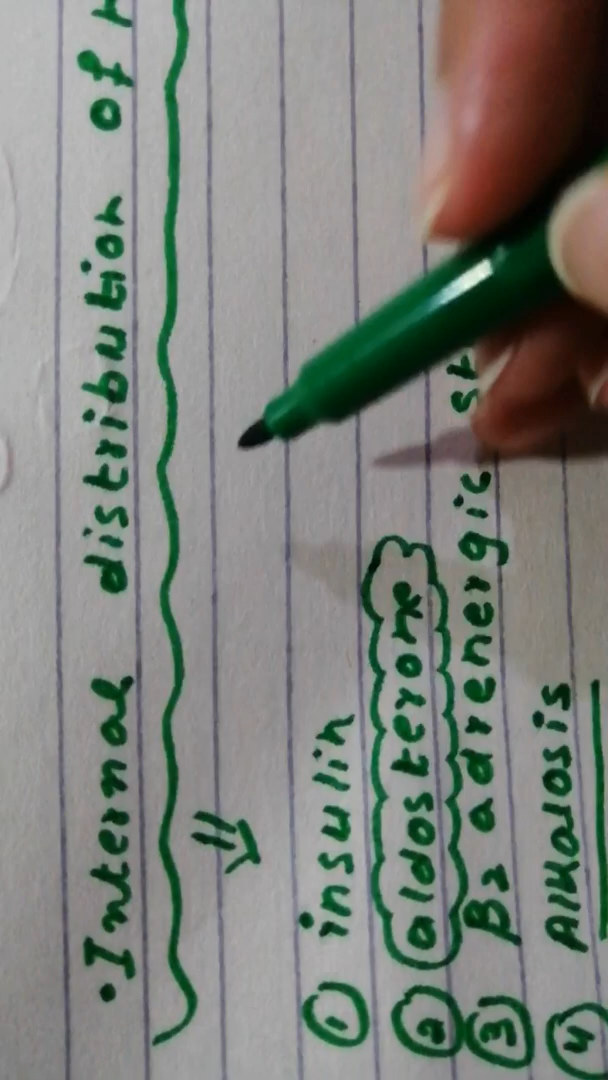 • Internal distribution of
① insulin
② aldosterone
③ β2 adrenergic
④ Alkalosis